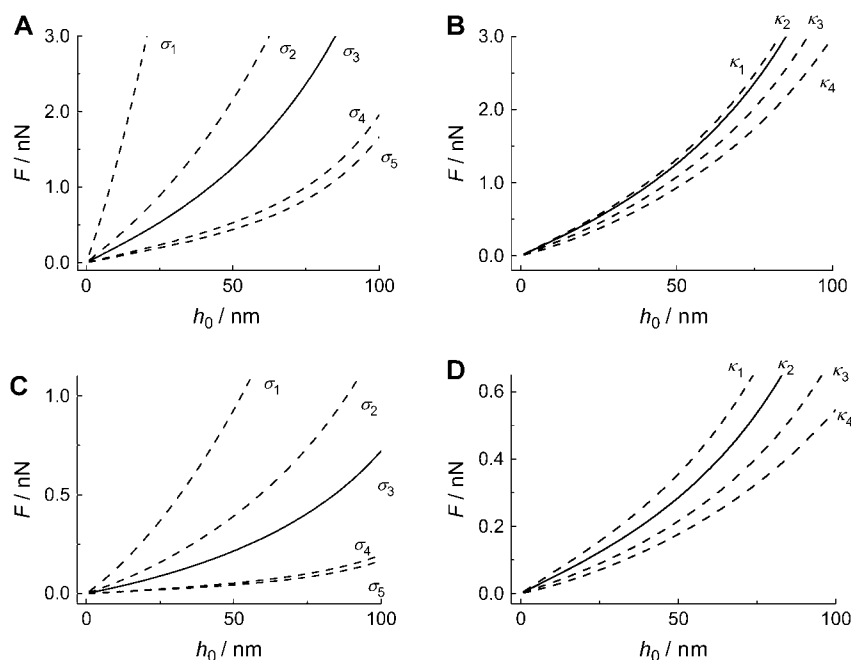 A
3.0
2.0
1.0
0.0
F / nN
0
50
100
h₀ / nm
σ₁
σ₂
σ₃
σ₄
σ₅
B
3.0
2.0
1.0
0.0
F / nN
0
50
100
h₀ / nm
κ₁
κ₂
κ₃
κ₄
C
1.0
0.5
0.0
F / nN
0
50
100
h₀ / nm
σ₁
σ₂
σ₃
σ₄
σ₅
D
0.6
0.4
0.2
0.0
F / nN
0
50
100
h₀ / nm
κ₁
κ₂
κ₃
κ₄